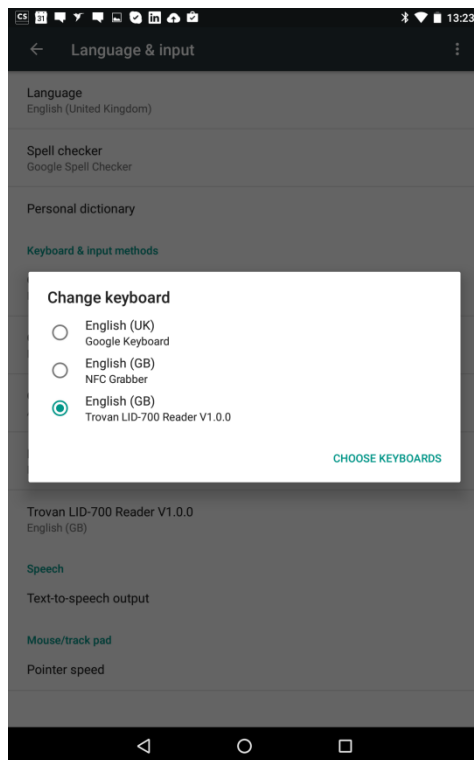 CS 31 in 13:23
Language & input
Language
English (United Kingdom)
Spell checker
Google Spell Checker
Personal dictionary
Keyboard & input methods
Change keyboard
English (UK)
Google Keyboard
English (GB)
NFC Grabber
English (GB)
Trovan LID-700 Reader V1.0.0
CHOOSE KEYBOARDS
Trovan LID-700 Reader V1.0.0
English (GB)
Speech
Text-to-speech output
Mouse/track pad
Pointer speed